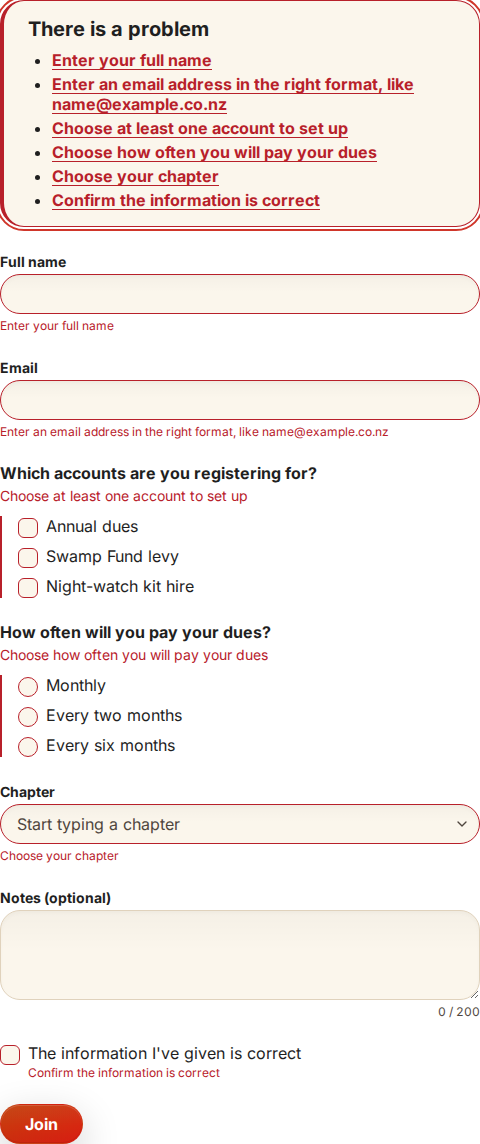 There is a problem
Enter your full name
Enter an email address in the right format, like
name@example.co.nz
Choose at least one account to set up
Choose how often you will pay your dues
Choose your chapter
Confirm the information is correct
Full name
Enter your full name
Email
Enter an email address in the right format, like name@example.co.nz
Which accounts are you registering for?
Choose at least one account to set up
Annual dues
Swamp Fund levy
Night-watch kit hire
How often will you pay your dues?
Choose how often you will pay your dues
Monthly
Every two months
Every six months
Chapter
Start typing a chapter
Choose your chapter
Notes (optional)
0 / 200
The information I've given is correct
Confirm the information is correct
Join